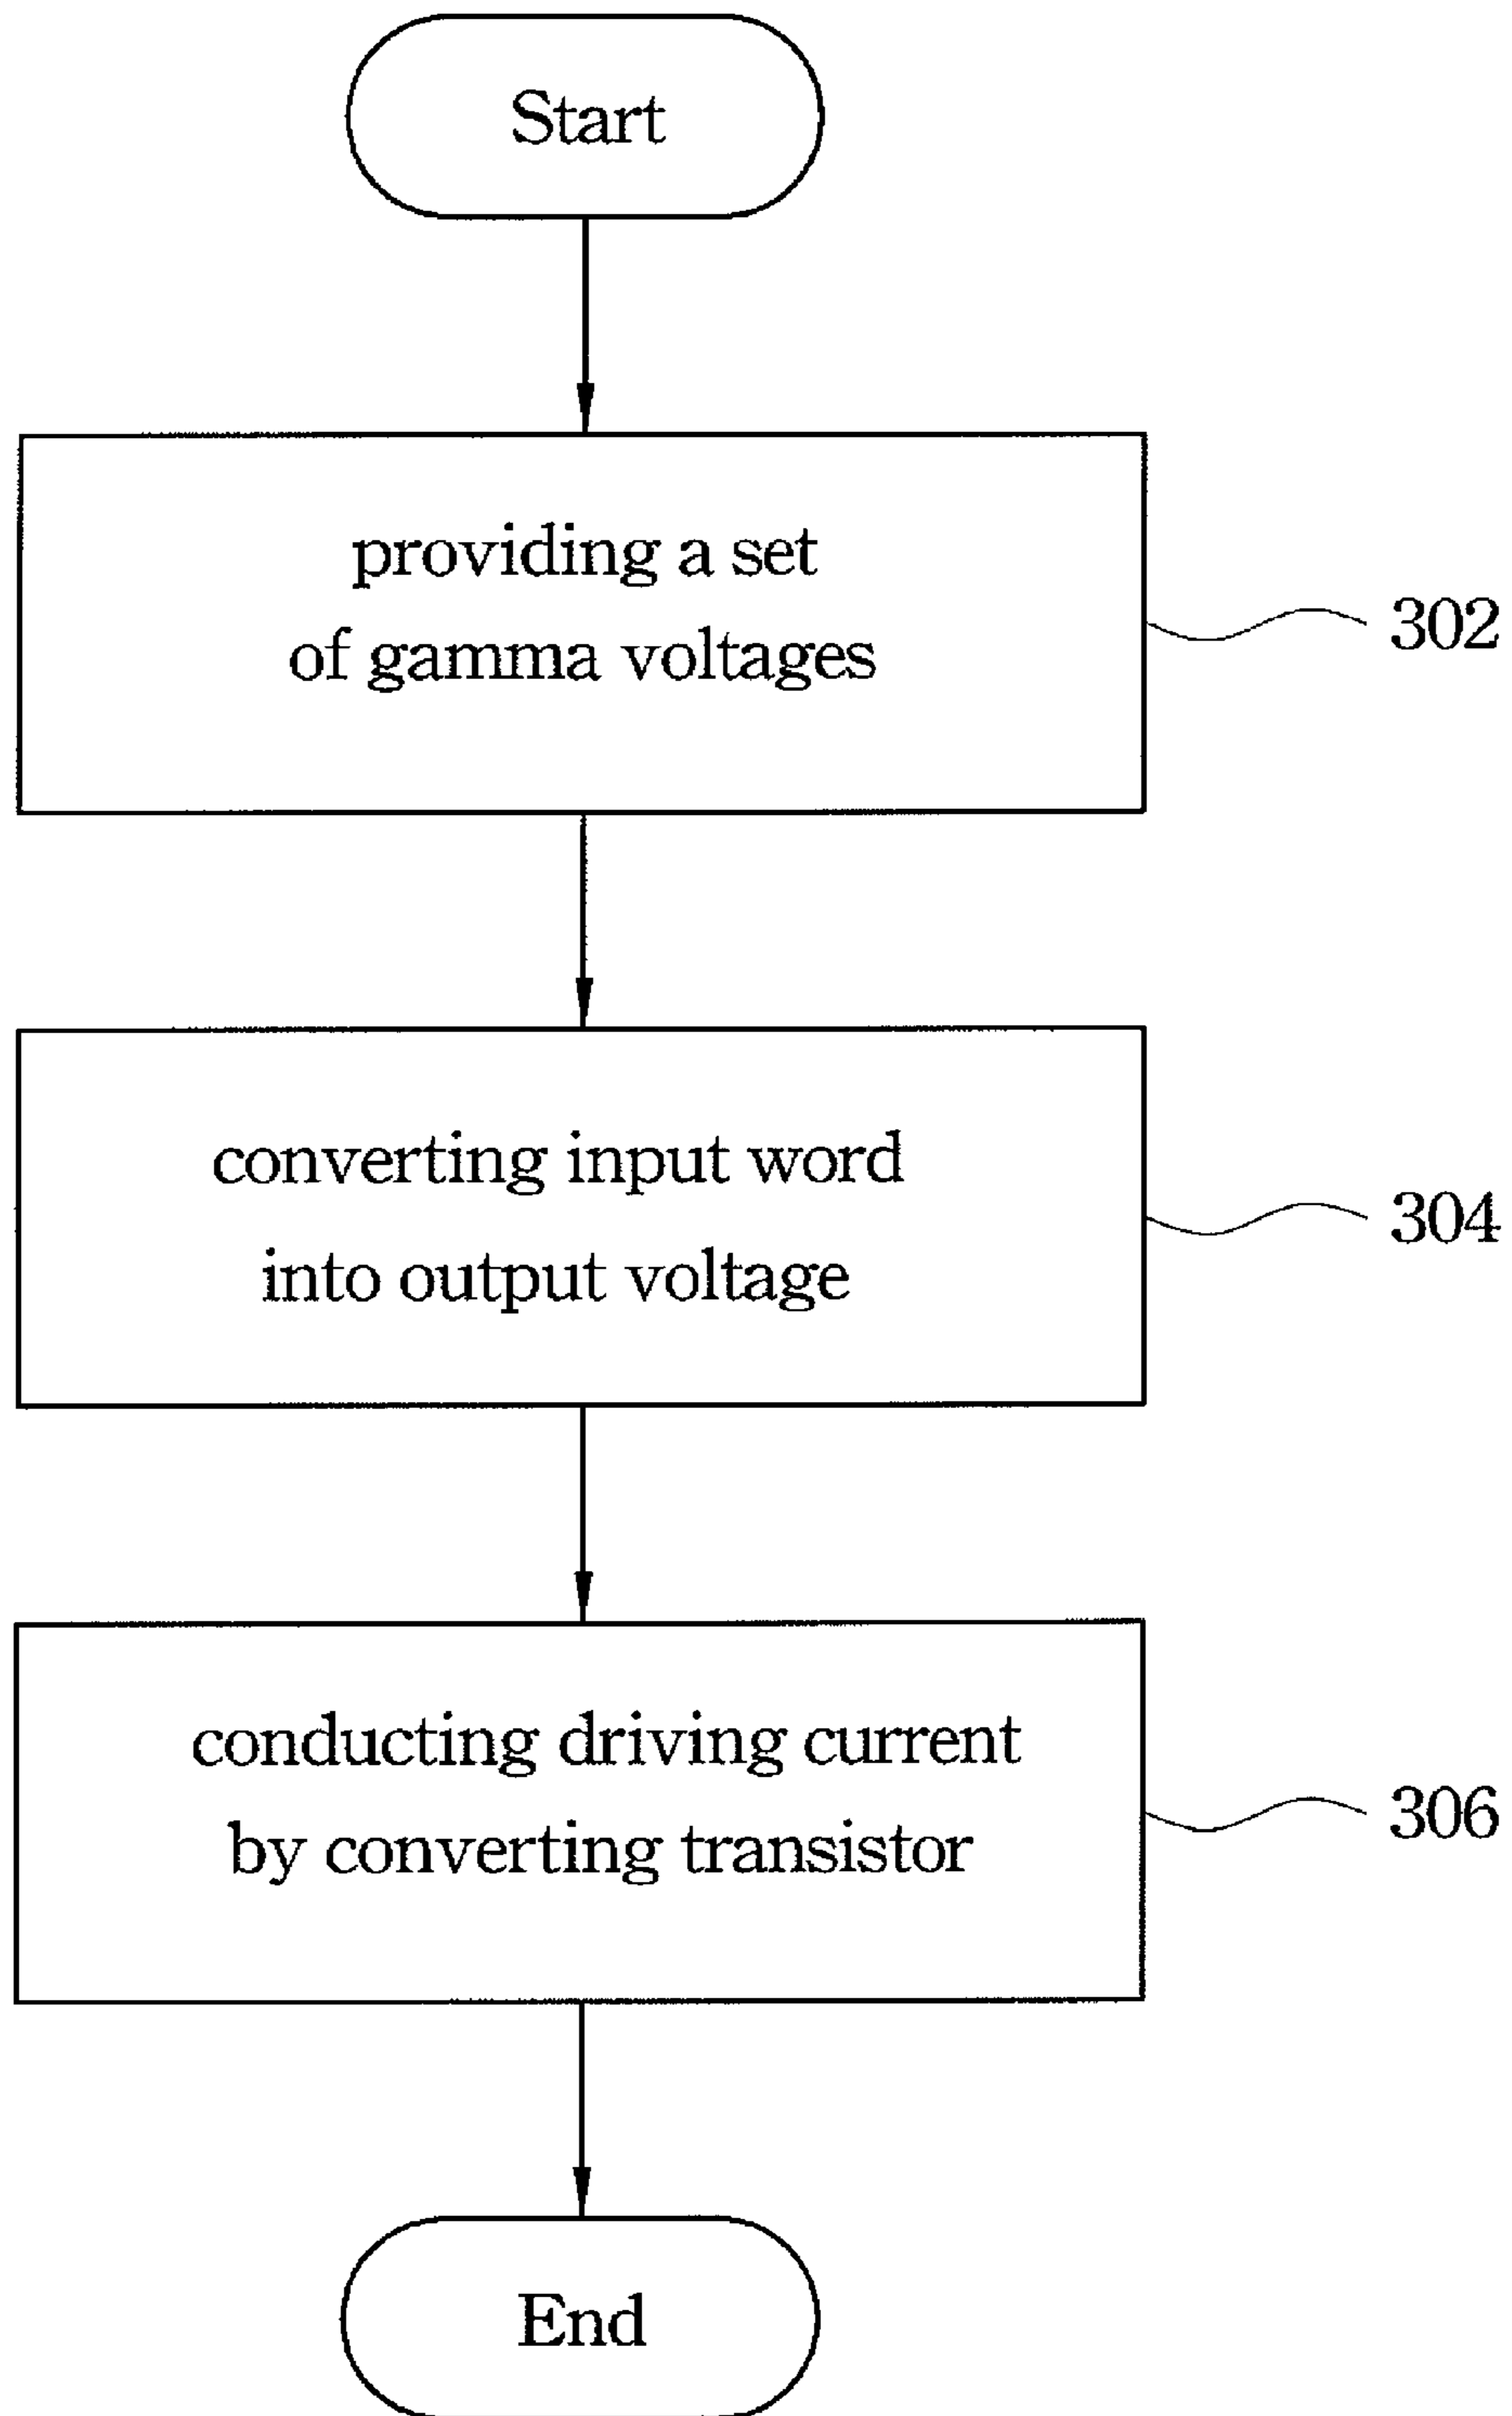 Start
providing a set
of gamma voltages
302
converting input word
into output voltage
304
conducting driving current
by converting transistor
306
End